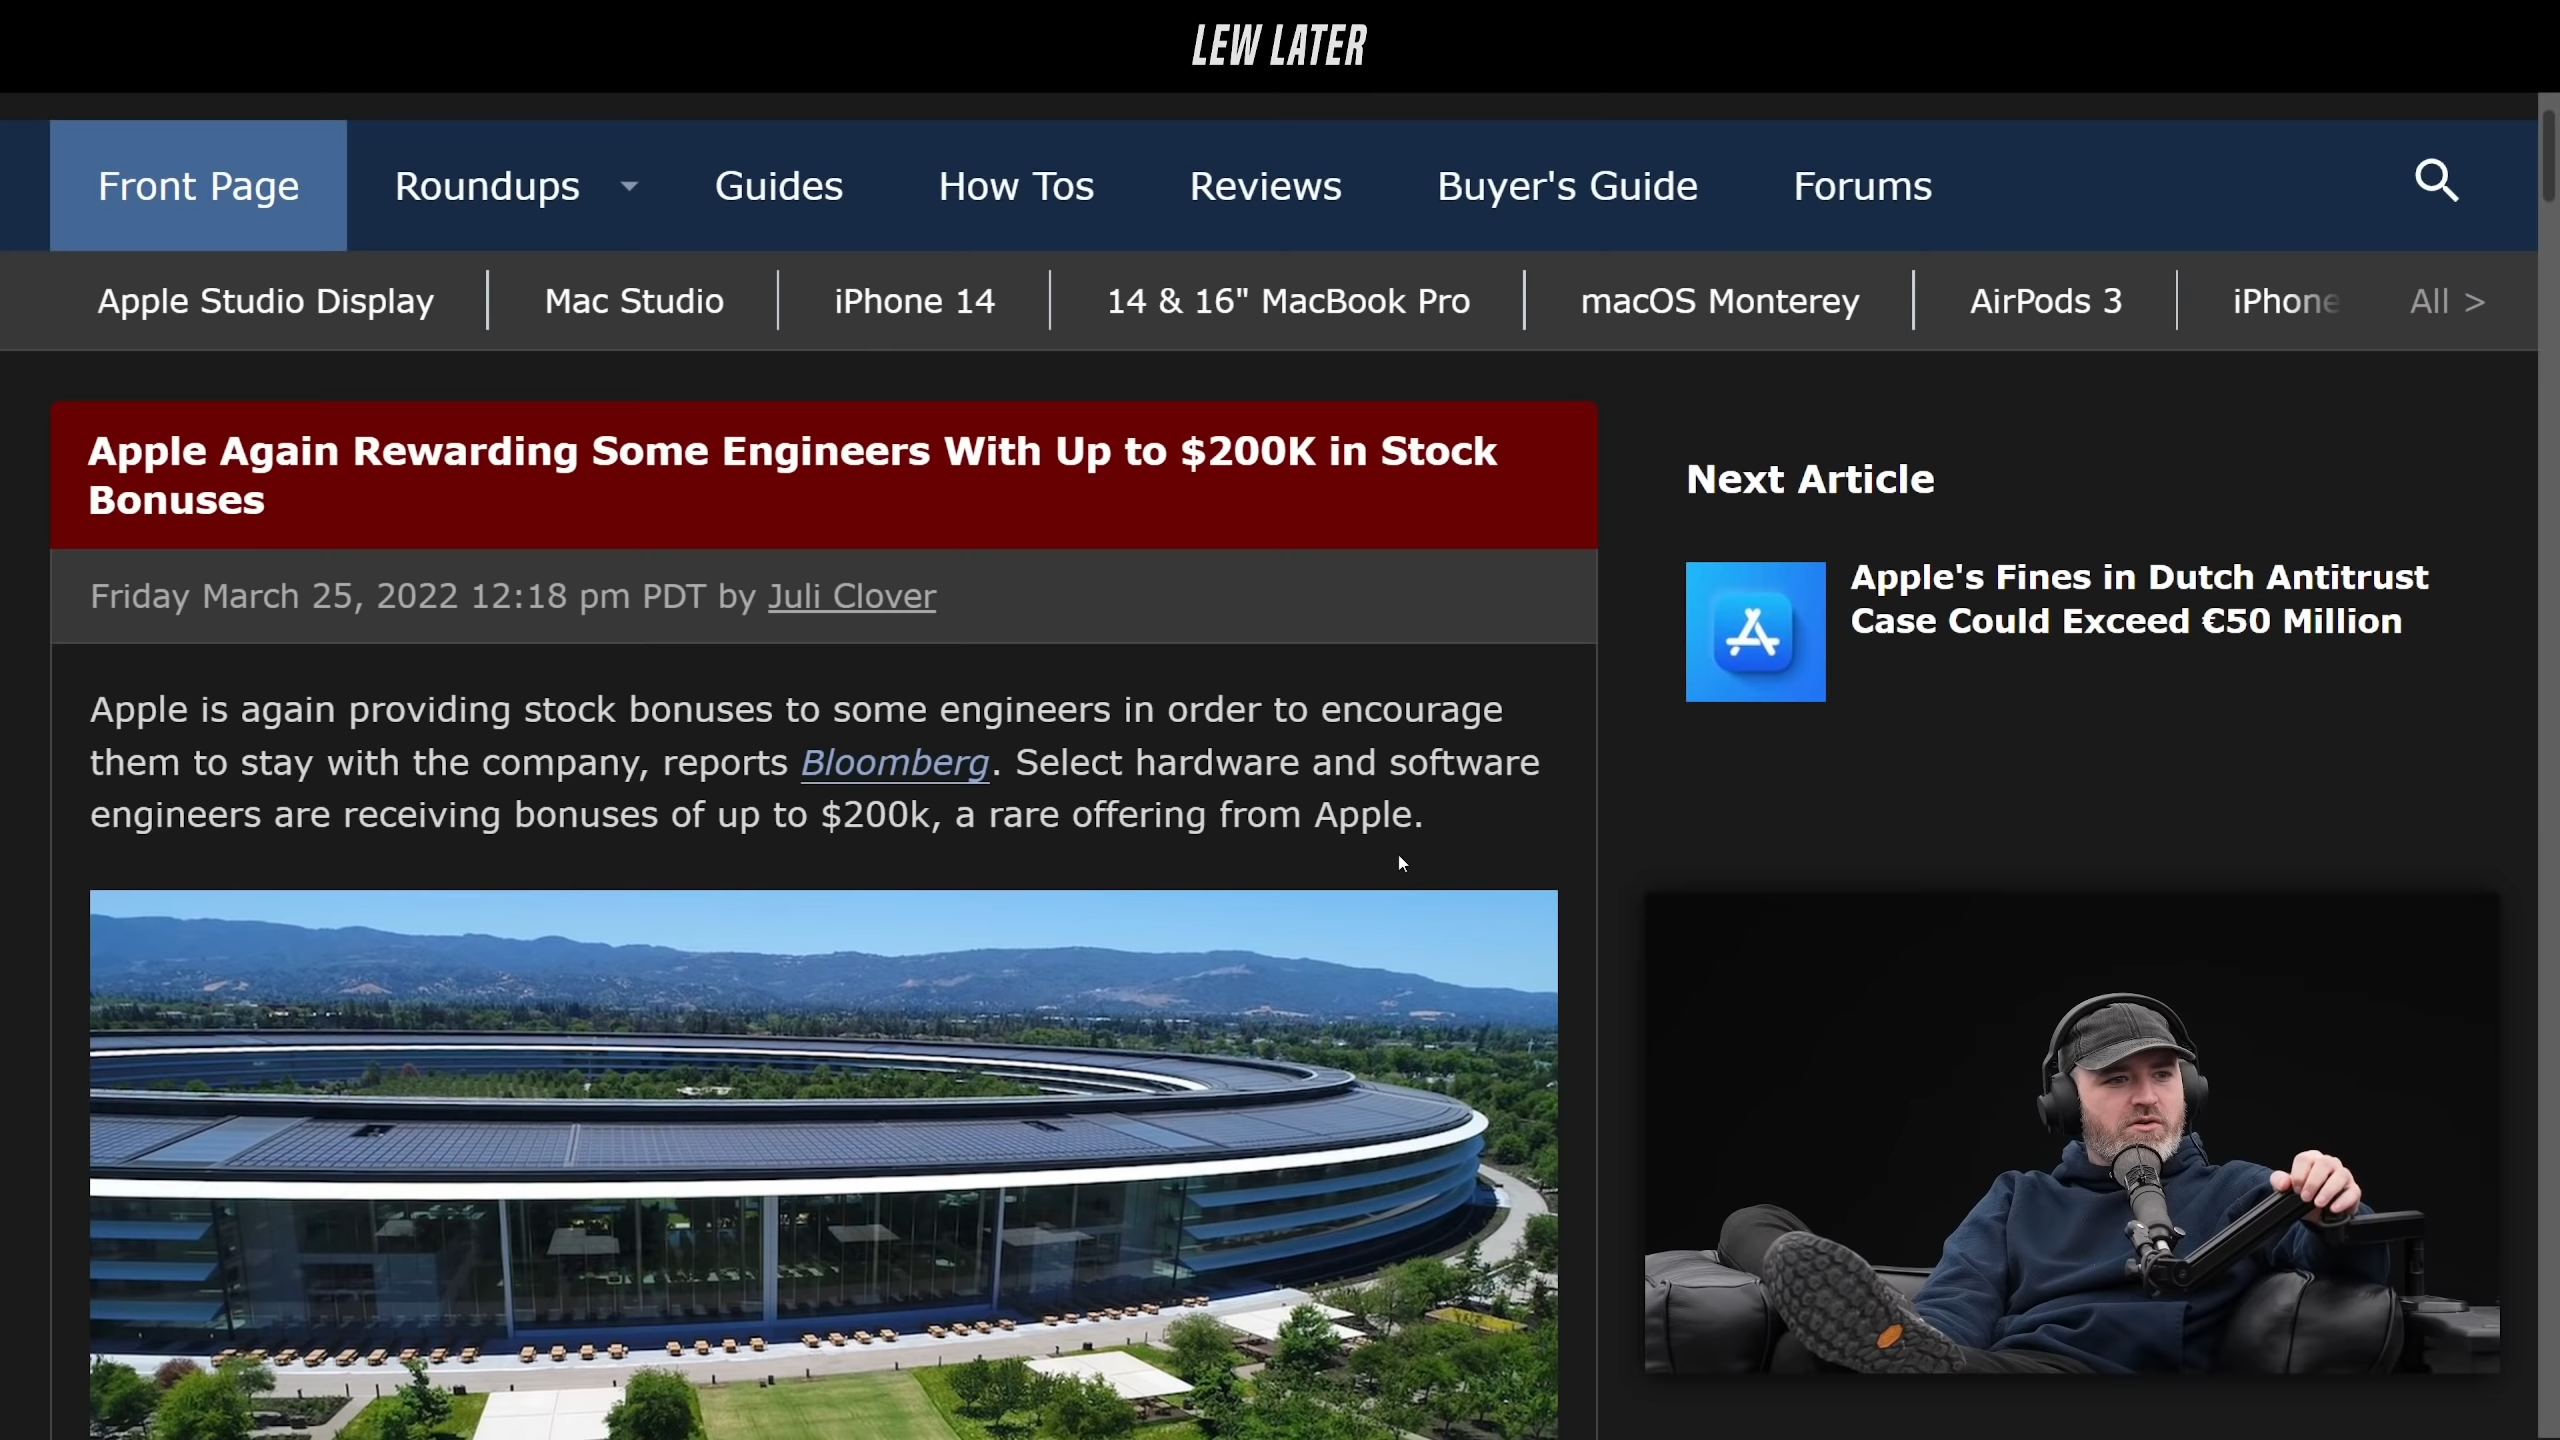 LEW LATER
Front Page Roundups Guides How Tos Reviews Buyer's Guide Forums
Apple Studio Display Mac Studio iPhone 14 14 & 16" MacBook Pro macOS Monterey AirPods 3 iPhone All >
Apple Again Rewarding Some Engineers With Up to $200K in Stock
Bonuses
Friday March 25, 2022 12:18 pm PDT by Juli Clover
Apple is again providing stock bonuses to some engineers in order to encourage
them to stay with the company, reports Bloomberg. Select hardware and software
engineers are receiving bonuses of up to $200k, a rare offering from Apple.
Next Article
Apple's Fines in Dutch Antitrust
Case Could Exceed €50 Million